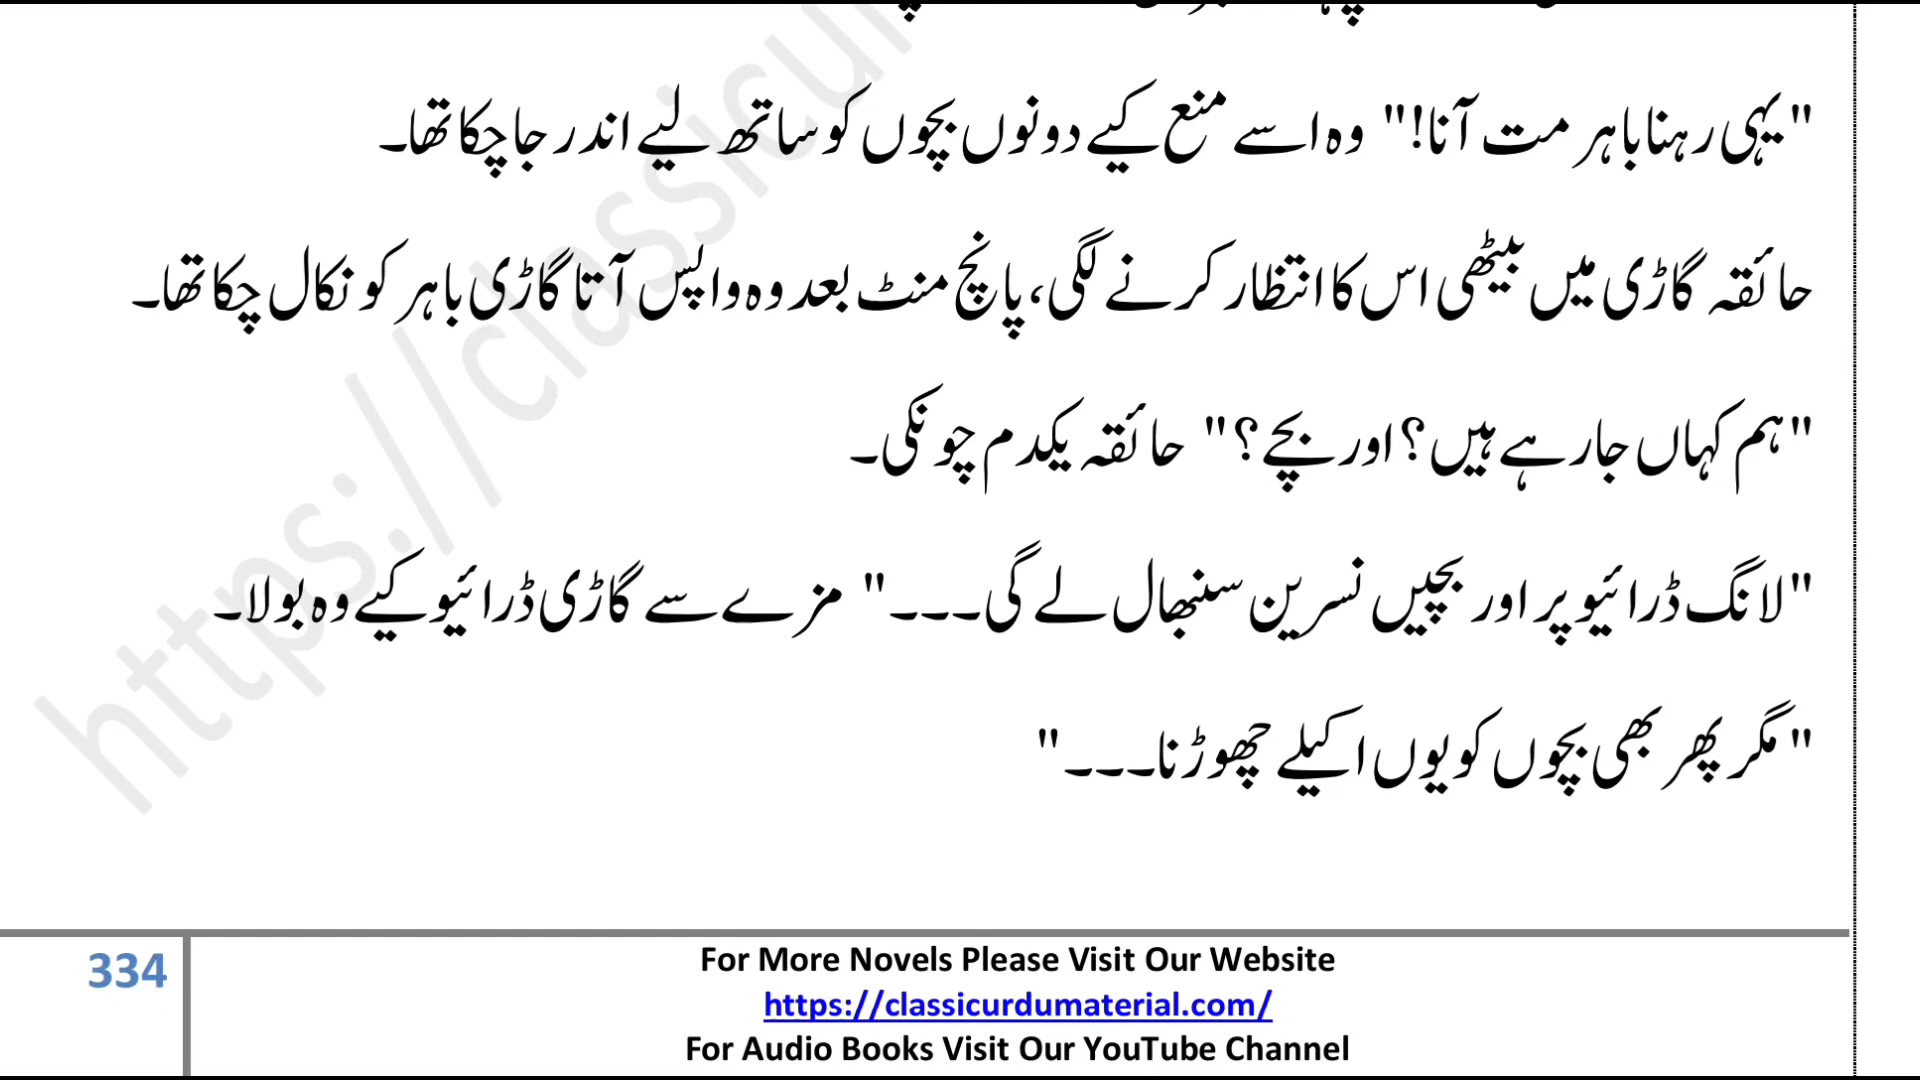 "یہی رہنا باہر مت آنا!" وہ اسے منع کیے دونوں بچوں کو ساتھ لیے اندر جا چکا تھا۔
حائقہ گاڑی میں بیٹھی اس کا انتظار کرنے لگی، پانچ منٹ بعد وہ واپس آتا گاڑی باہر کو نکال چکا تھا۔
"ہم کہاں جا رہے ہیں؟ اور بچے؟" حائقہ یکدم چونکی۔
"لانگ ڈرائیو پر اور بچیں نسرین سنبھال لے گی۔۔۔" مزے سے گاڑی ڈرائیو کیے وہ بولا۔
"مگر پھر بھی بچوں کو یوں اکیلے چھوڑنا۔۔۔"
https://classicur
334
For More Novels Please Visit Our Website
https://classicurdumaterial.com/
For Audio Books Visit Our YouTube Channel